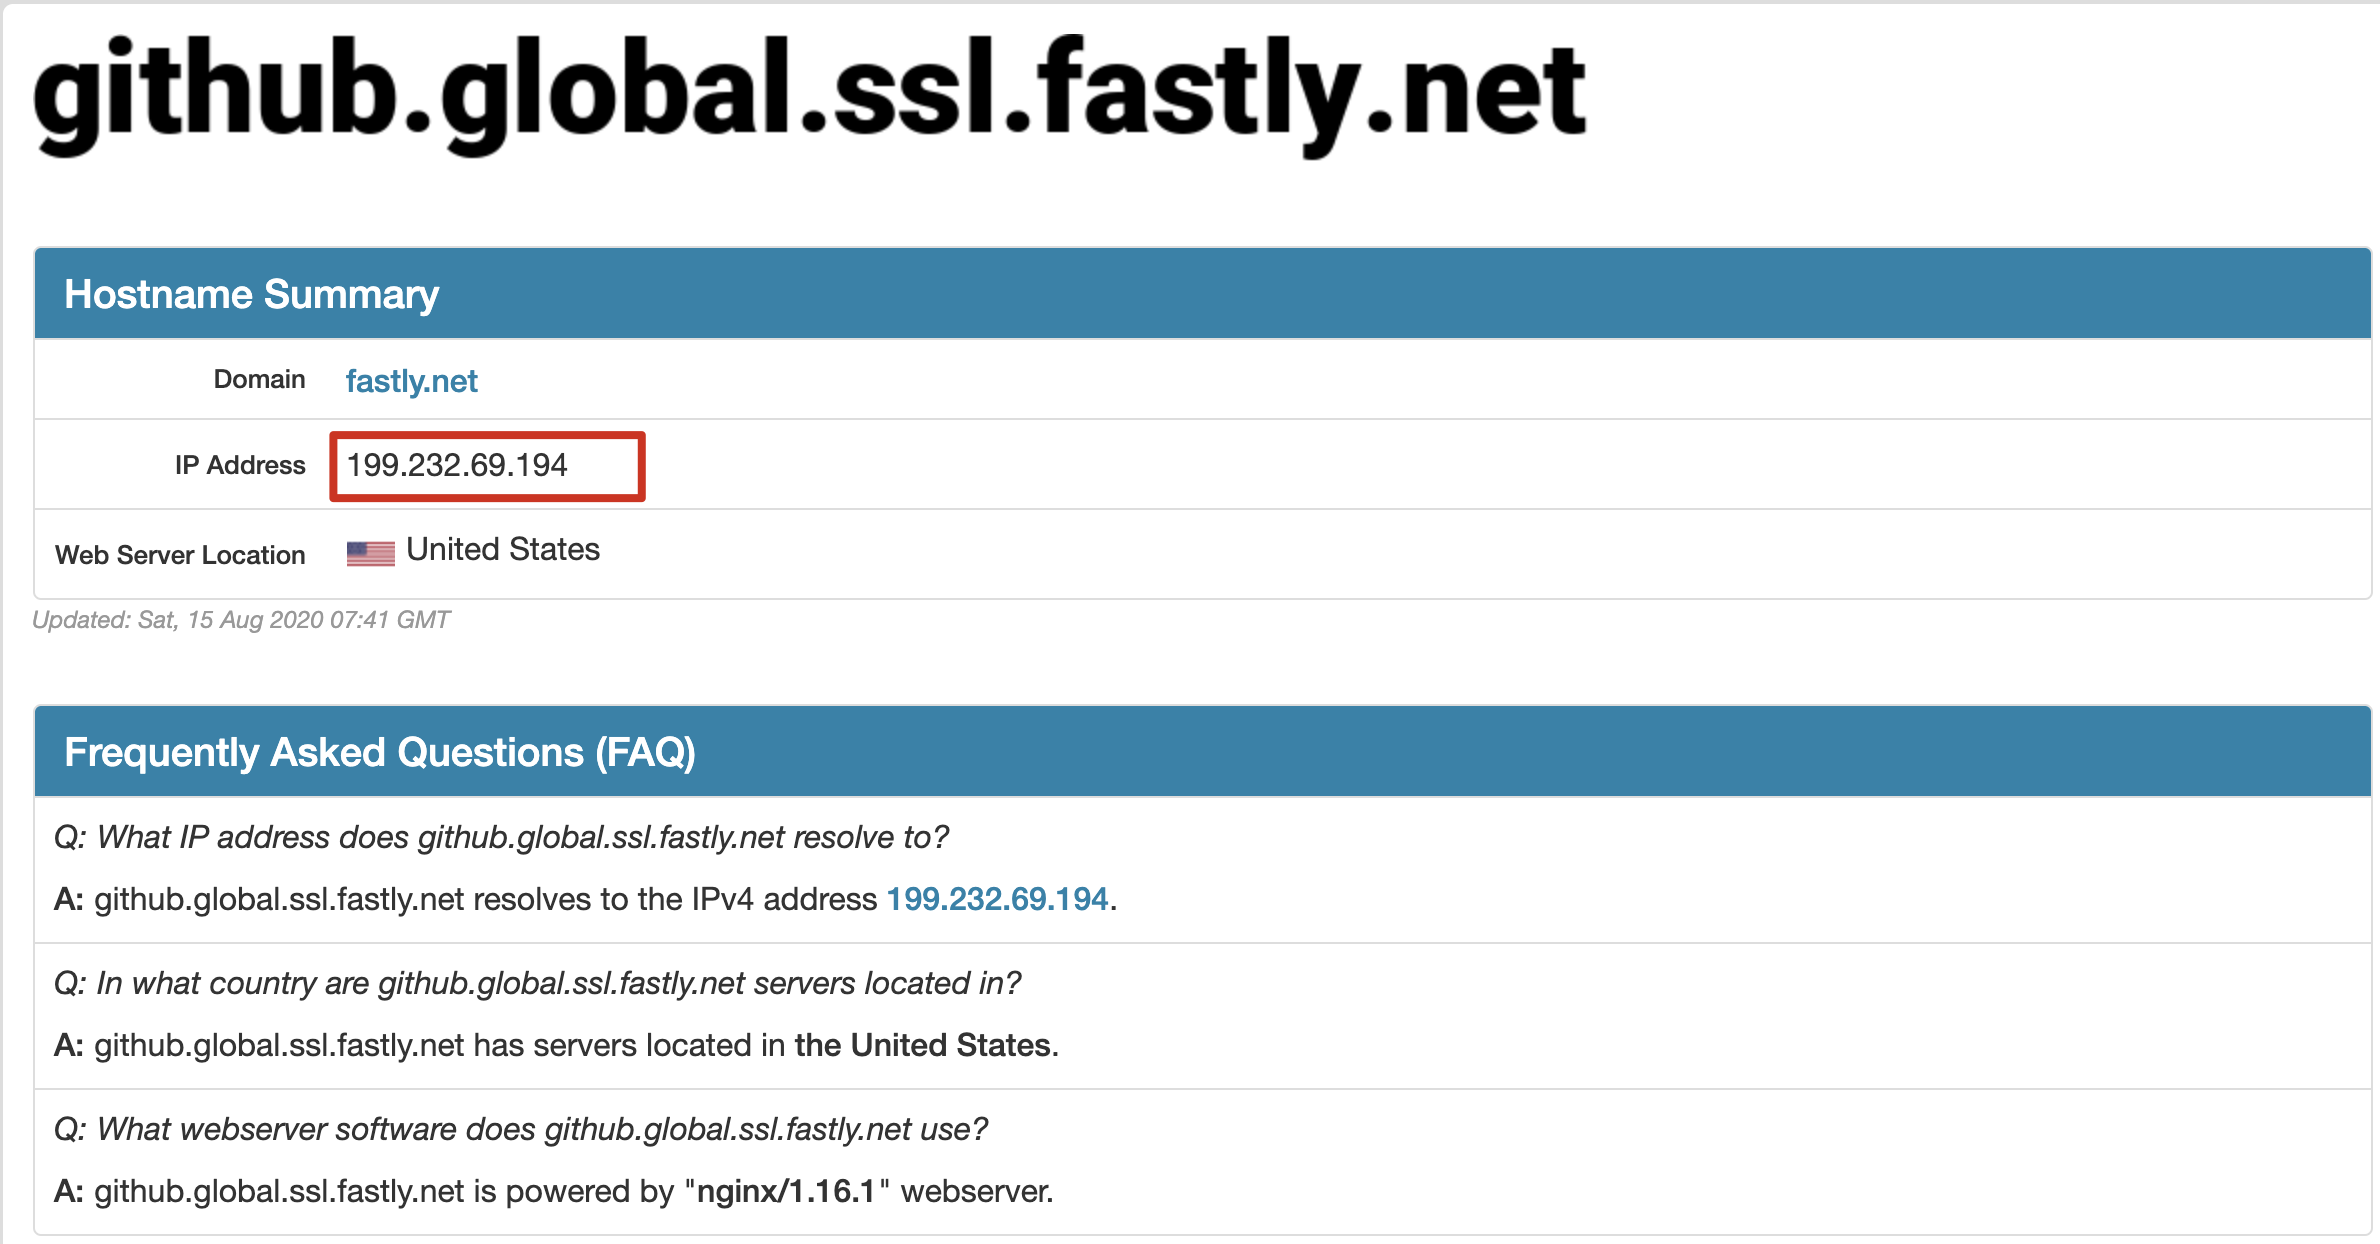 github.global.ssl.fastly.net
Hostname Summary
Domain fastly.net
IP Address 199.232.69.194
Web Server Location United States
Updated: Sat, 15 Aug 2020 07:41 GMT
Frequently Asked Questions (FAQ)
Q: What IP address does github.global.ssl.fastly.net resolve to?
A: github.global.ssl.fastly.net resolves to the IPv4 address 199.232.69.194.
Q: In what country are github.global.ssl.fastly.net servers located in?
A: github.global.ssl.fastly.net has servers located in the United States.
Q: What webserver software does github.global.ssl.fastly.net use?
A: github.global.ssl.fastly.net is powered by "nginx/1.16.1" webserver.